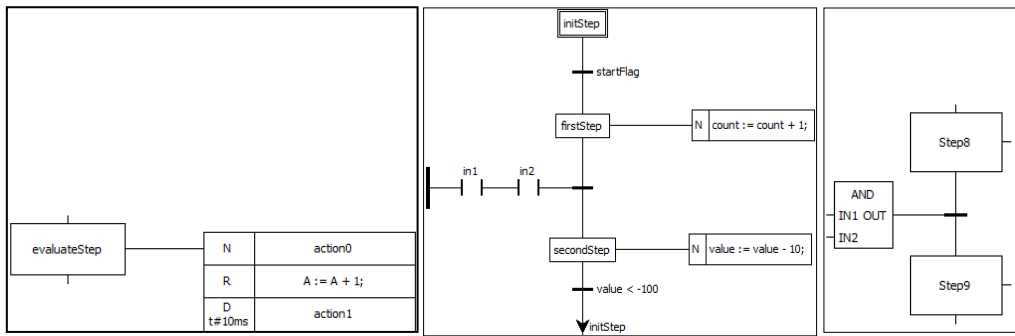 evaluateStep
N action0
R A := A + 1;
D
t#10ms action1
initStep
startFlag
firstStep
N count := count + 1;
in1 in2
secondStep
N value := value - 10;
value < -100
initStep
Step8
AND
IN1 OUT
IN2
Step9